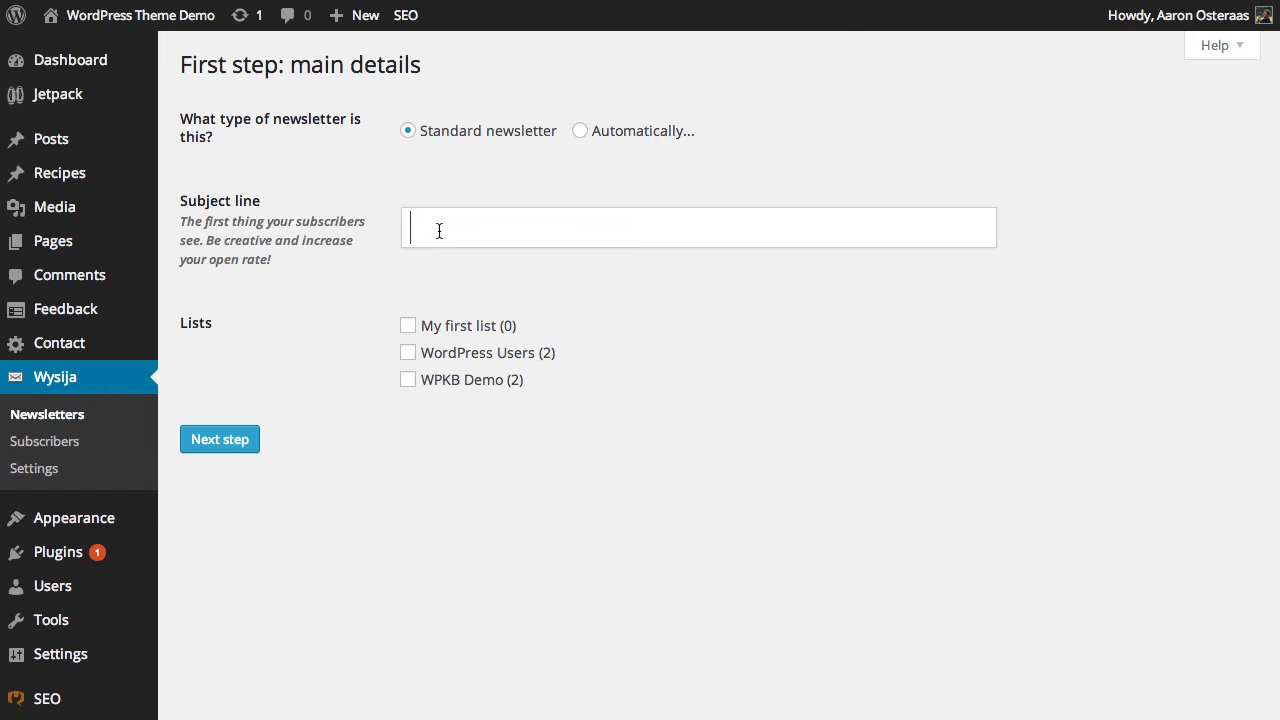 WordPress Theme Demo 1 0 New SEO Howdy, Aaron Osteraas
Help
Dashboard
Jetpack
Posts
Recipes
Media
Pages
Comments
Feedback
Contact
Wysija
Newsletters
Subscribers
Settings
Appearance
Plugins 1
Users
Tools
Settings
SEO
First step: main details
What type of newsletter is
this?
Standard newsletter Automatically...
Subject line
The first thing your subscribers
see. Be creative and increase
your open rate!
Lists
My first list (0)
WordPress Users (2)
WPKB Demo (2)
Next step